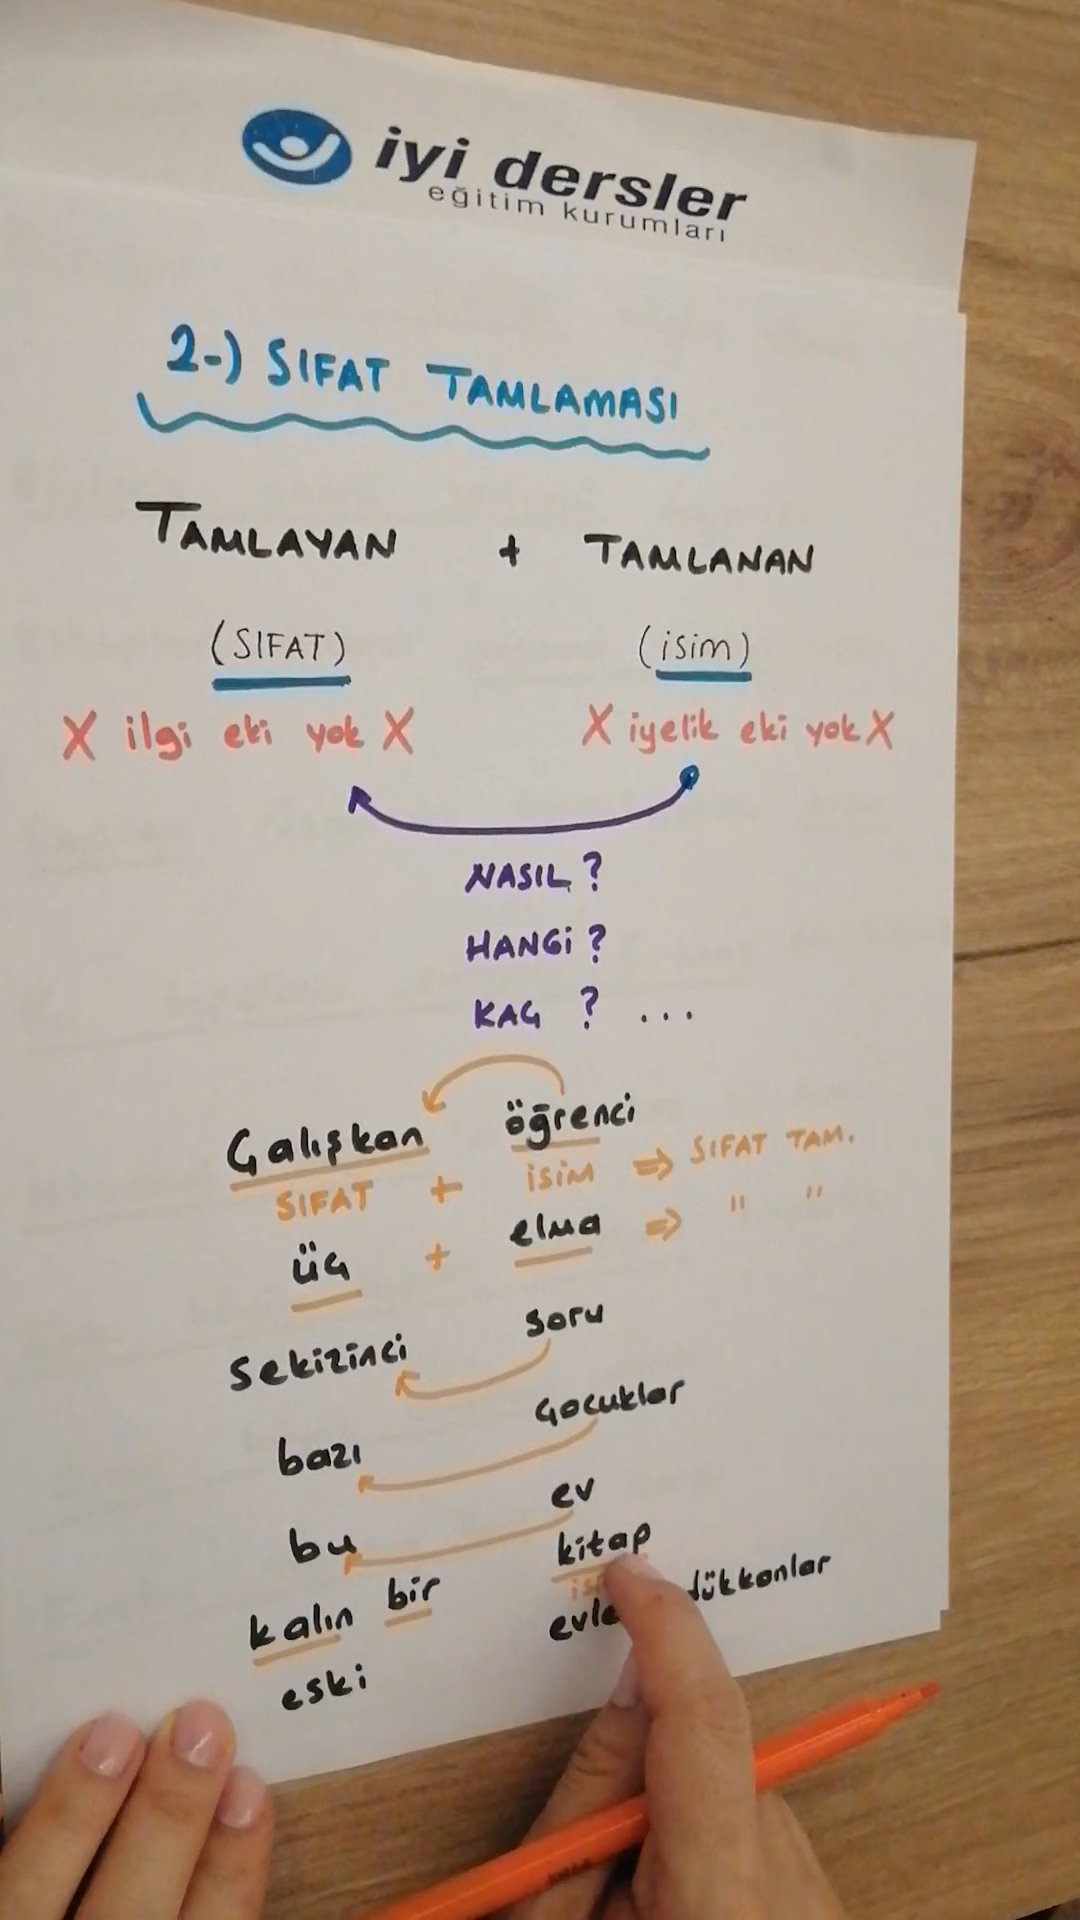 iyi dersler
eğitim kurumları
2-) SIFAT TAMLAMASI
TAMLAYAN + TAMLANAN
(SIFAT) (isim)
X ilgi eki yok X X iyelik eki yok X
NASIL ?
HANGİ ?
KAÇ ? ...
Çalışkan öğrenci
SIFAT + isim => SIFAT TAM.
üç + elma => " "
Sekizinci soru
bazı çocuklar
bu ev
kalın bir kitap
eski dükkanlar